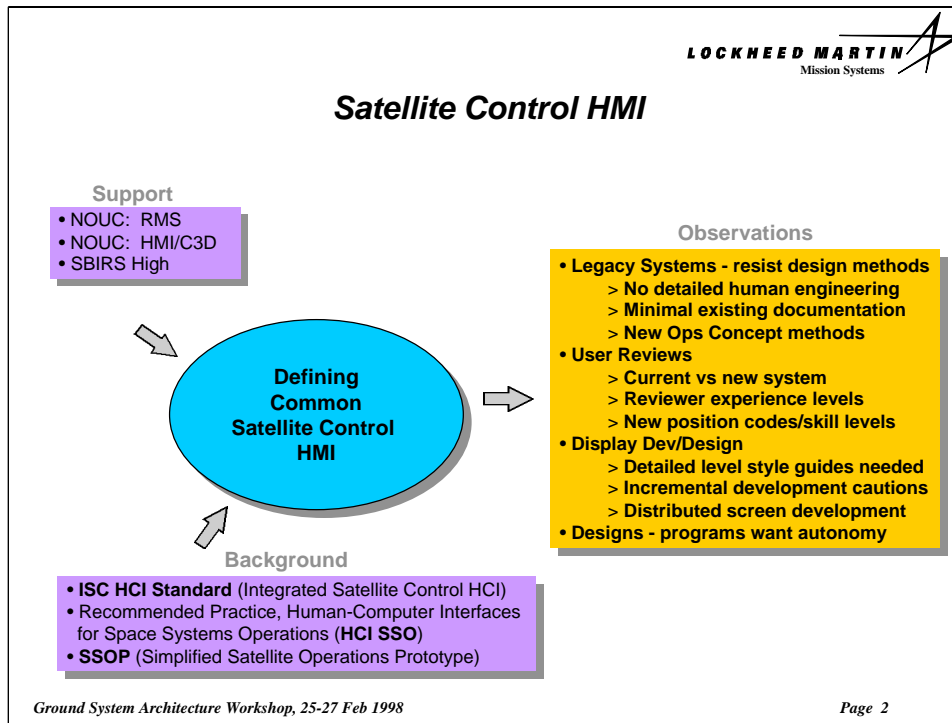 LOCKHEED MARTIN
Mission Systems
Satellite Control HMI
Support
• NOUC: RMS
• NOUC: HMI/C3D
• SBIRS High
Defining
Common
Satellite Control
HMI
Background
• ISC HCI Standard (Integrated Satellite Control HCI)
• Recommended Practice, Human-Computer Interfaces
for Space Systems Operations (HCI SSO)
• SSOP (Simplified Satellite Operations Prototype)
Observations
• Legacy Systems - resist design methods
> No detailed human engineering
> Minimal existing documentation
> New Ops Concept methods
• User Reviews
> Current vs new system
> Reviewer experience levels
> New position codes/skill levels
• Display Dev/Design
> Detailed level style guides needed
> Incremental development cautions
> Distributed screen development
• Designs - programs want autonomy
Ground System Architecture Workshop, 25-27 Feb 1998
Page 2